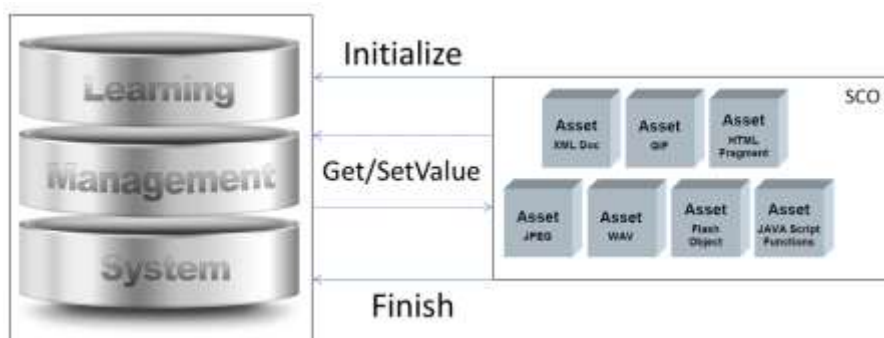 Learning
Management
System
Initialize
Get/SetValue
Finish
SCO
Asset
XML Doc
Asset
GIF
Asset
HTML
Fragment
Asset
JPEG
Asset
WAV
Asset
Flash
Object
Asset
JAVA Script
Functions